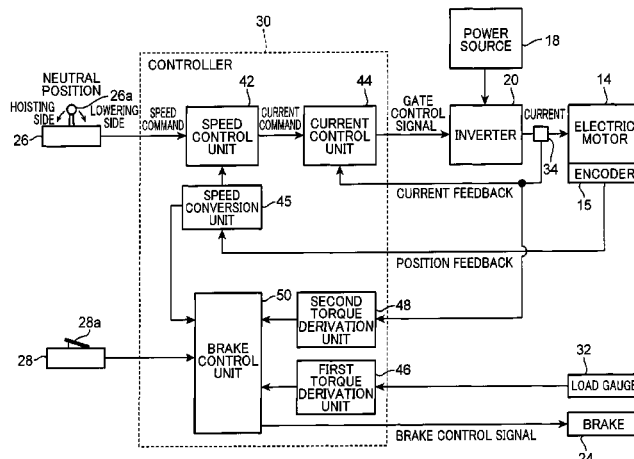 30
POWER
SOURCE
18
CONTROLLER
NEUTRAL
POSITION
26a
HOISTING
SIDE
LOWERING
SIDE
26
SPEED
COMMAND
42
SPEED
CONTROL
UNIT
CURRENT
COMMAND
44
CURRENT
CONTROL
UNIT
GATE
CONTROL
SIGNAL
20
INVERTER
CURRENT
34
14
ELECTRIC
MOTOR
ENCODER
15
CURRENT FEEDBACK
SPEED
CONVERSION
UNIT
45
POSITION FEEDBACK
50
BRAKE
CONTROL
UNIT
SECOND
TORQUE
DERIVATION
UNIT
48
28a
28
FIRST
TORQUE
DERIVATION
UNIT
46
32
LOAD GAUGE
BRAKE CONTROL SIGNAL
BRAKE
24